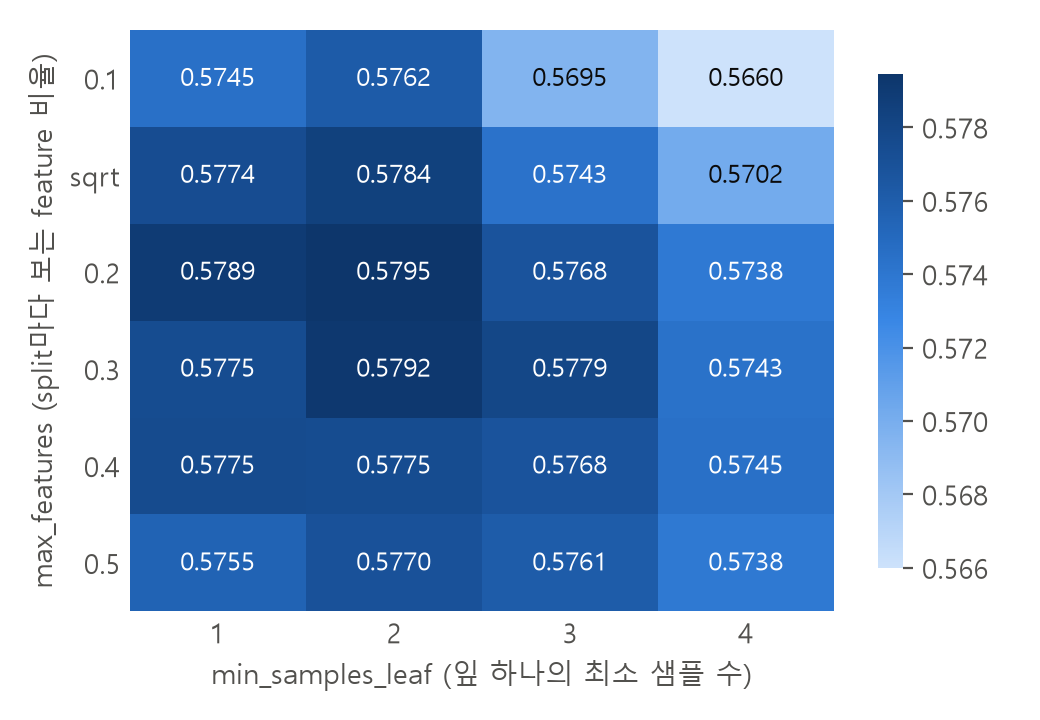 max_features (split마다 보는 feature 비율)
0.1 0.5745 0.5762 0.5695 0.5660
sqrt 0.5774 0.5784 0.5743 0.5702
0.2 0.5789 0.5795 0.5768 0.5738
0.3 0.5775 0.5792 0.5779 0.5743
0.4 0.5775 0.5775 0.5768 0.5745
0.5 0.5755 0.5770 0.5761 0.5738
1 2 3 4
min_samples_leaf (잎 하나의 최소 샘플 수)
0.578
0.576
0.574
0.572
0.570
0.568
0.566